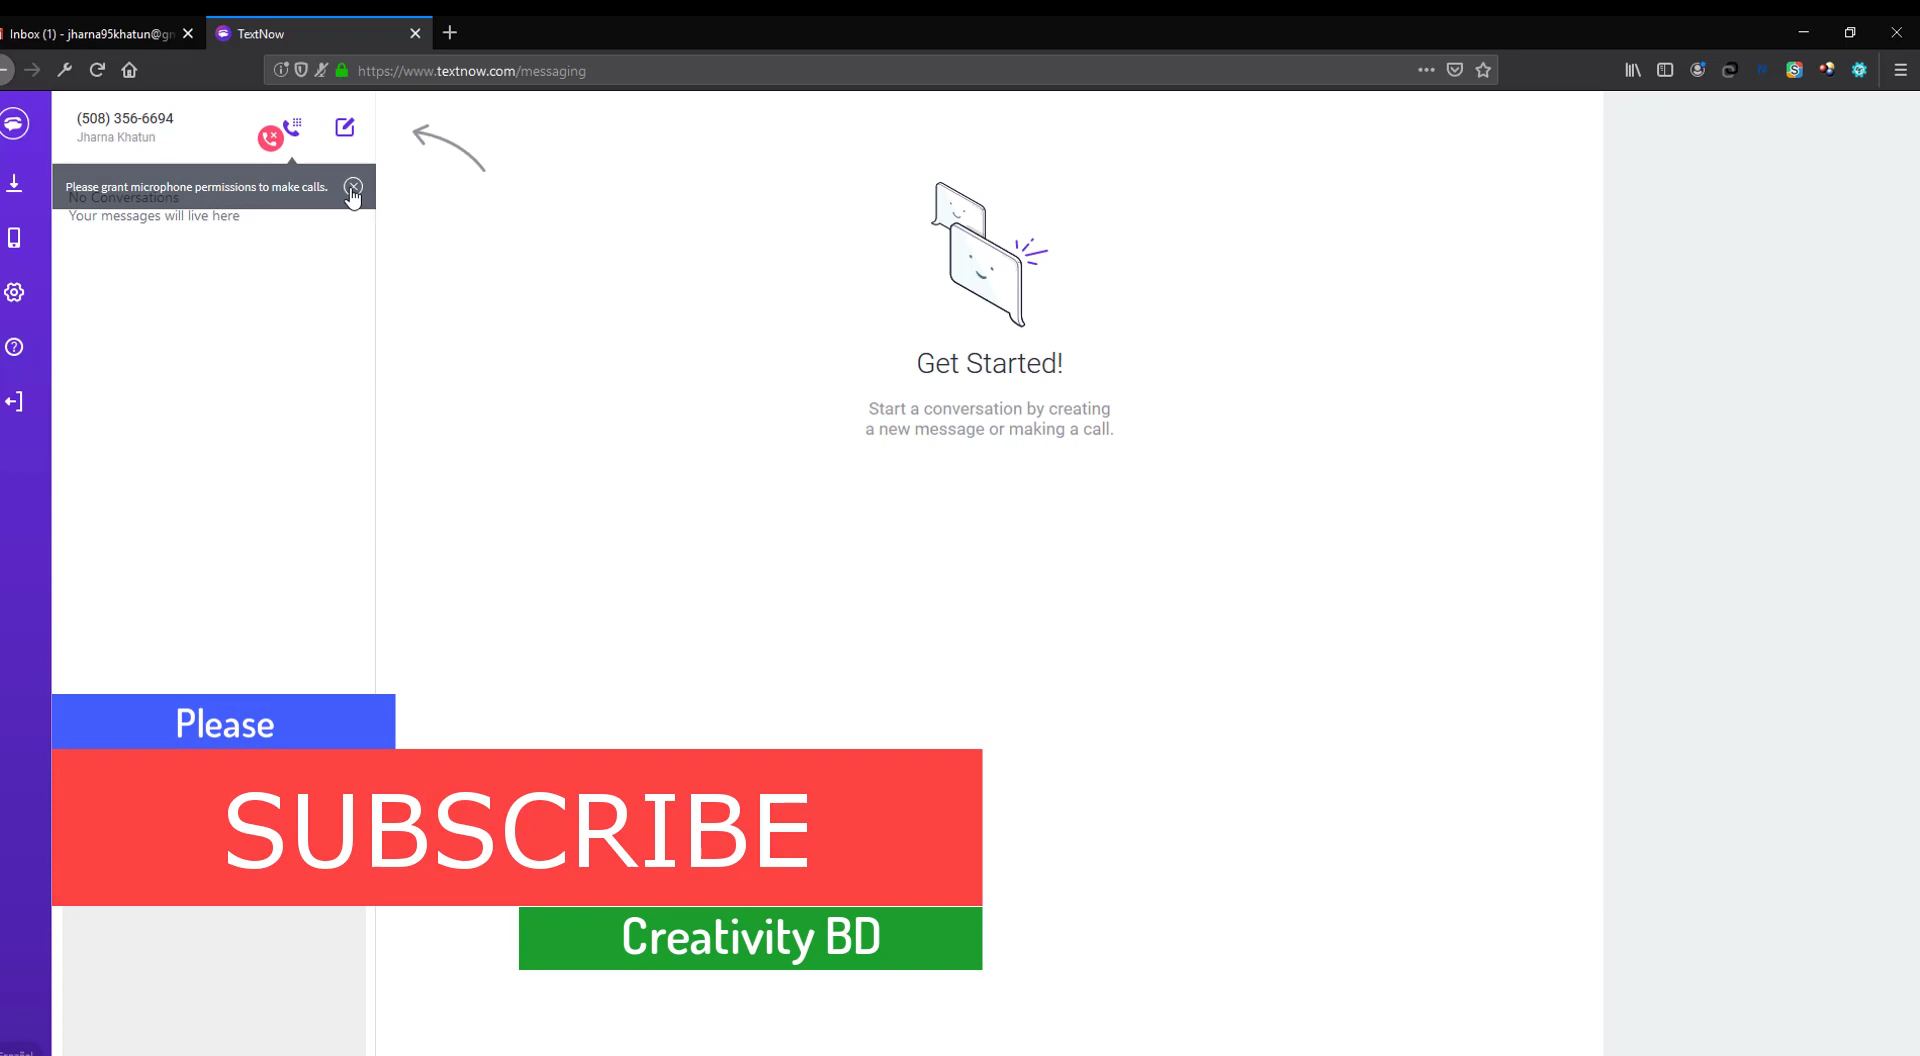 Inbox (1) - jharna95khatun@gm
TextNow
https://www.textnow.com/messaging
(508) 356-6694
Jharna Khatun
Please grant microphone permissions to make calls.
No Conversations
Your messages will live here
Get Started!
Start a conversation by creating
a new message or making a call.
Please
SUBSCRIBE
Creativity BD